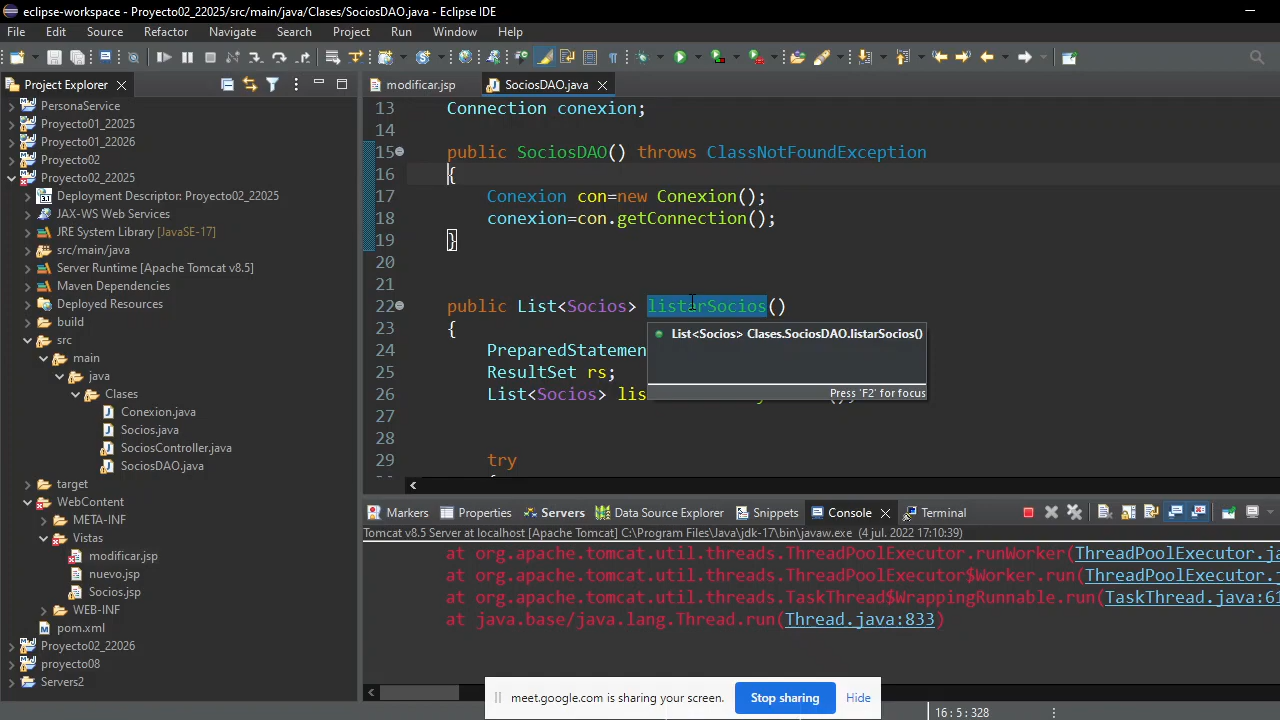 eclipse-workspace - Proyecto02_22025/src/main/java/Clases/SociosDAO.java - Eclipse IDE
File Edit Source Refactor Navigate Search Project Run Window Help
Project Explorer
PersonaService
Proyecto01_22025
Proyecto01_22026
Proyecto02
Proyecto02_22025
Deployment Descriptor: Proyecto02_22025
JAX-WS Web Services
JRE System Library [JavaSE-17]
src/main/java
Server Runtime [Apache Tomcat v8.5]
Maven Dependencies
Deployed Resources
build
src
main
java
Clases
Conexion.java
Socios.java
SociosController.java
SociosDAO.java
target
WebContent
META-INF
Vistas
modificar.jsp
nuevo.jsp
Socios.jsp
WEB-INF
pom.xml
Proyecto02_22026
proyecto08
Servers2
modificar.jsp SociosDAO.java
13 Connection conexion;
14
15 public SociosDAO() throws ClassNotFoundException
16 {
17 Conexion con=new Conexion();
18 conexion=con.getConnection();
19 }
20
21
22 public List<Socios> listarSocios()
23 {
24 PreparedStatemen
25 ResultSet rs;
26 List<Socios> lis
27
28
29 try
List<Socios> Clases.SociosDAO.listarSocios()
Press 'F2' for focus
Markers Properties Servers Data Source Explorer Snippets Console Terminal
Tomcat v8.5 Server at localhost [Apache Tomcat] C:\Program Files\Java\jdk-17\bin\javaw.exe (4 jul. 2022 17:10:39)
at org.apache.tomcat.util.threads.ThreadPoolExecutor.runWorker(ThreadPoolExecutor.ja
at org.apache.tomcat.util.threads.ThreadPoolExecutor$Worker.run(ThreadPoolExecutor.j
at org.apache.tomcat.util.threads.TaskThread$WrappingRunnable.run(TaskThread.java:61
at java.base/java.lang.Thread.run(Thread.java:833)
meet.google.com is sharing your screen. Stop sharing Hide
16 : 5 : 328